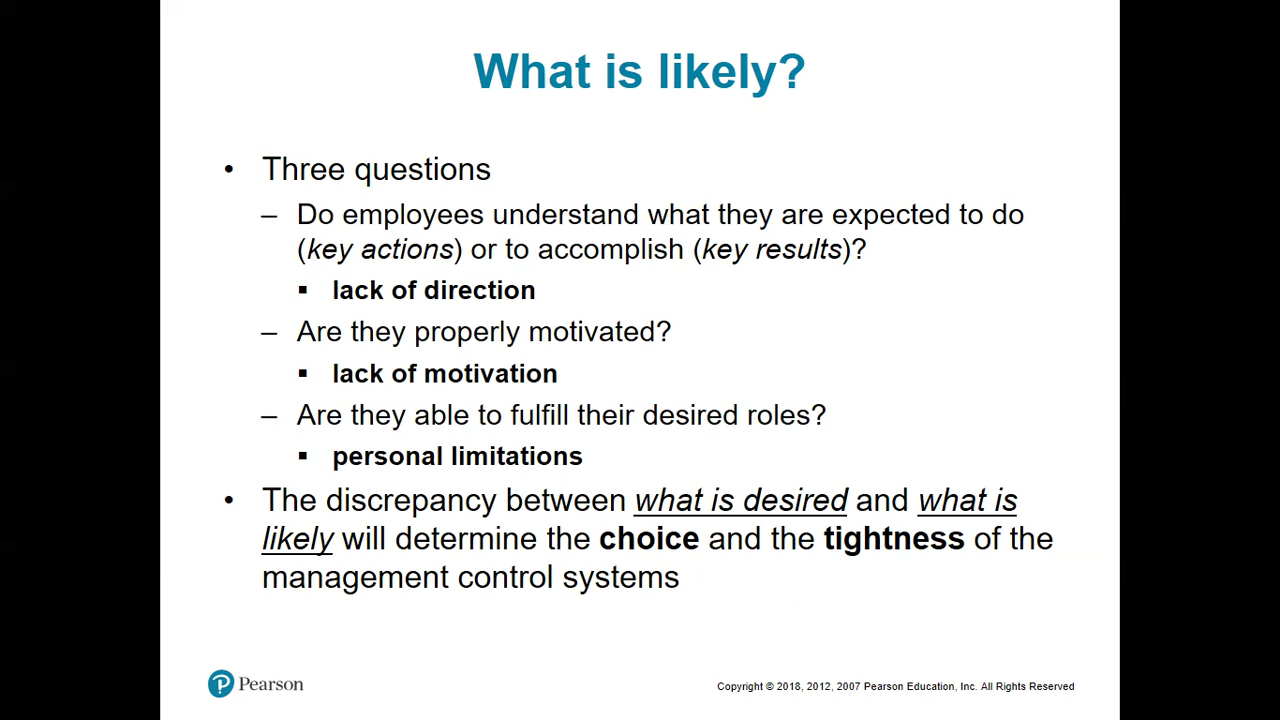 What is likely?
• Three questions
– Do employees understand what they are expected to do
(key actions) or to accomplish (key results)?
▪ lack of direction
– Are they properly motivated?
▪ lack of motivation
– Are they able to fulfill their desired roles?
▪ personal limitations
• The discrepancy between what is desired and what is
likely will determine the choice and the tightness of the
management control systems
P Pearson
Copyright © 2018, 2012, 2007 Pearson Education, Inc. All Rights Reserved